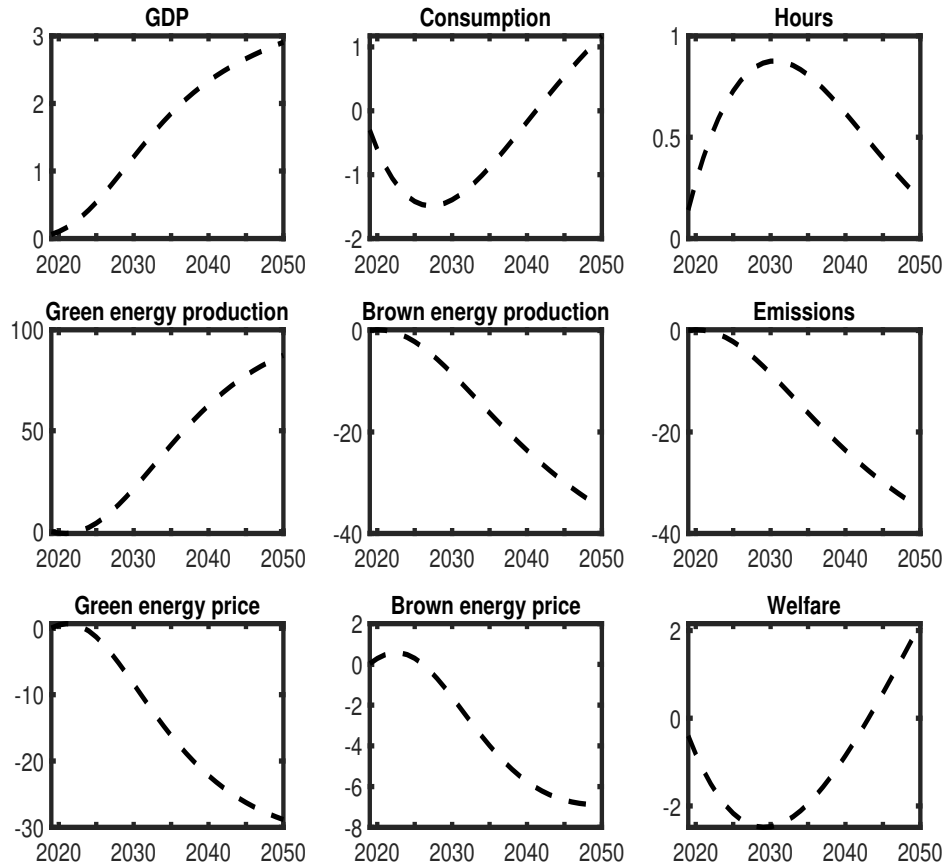 GDP
3
2
1
0
2020 2030 2040 2050
Consumption
1
0
-1
-2
2020 2030 2040 2050
Hours
1
0.5
0
2020 2030 2040 2050
Green energy production
100
50
0
2020 2030 2040 2050
Brown energy production
0
-20
-40
2020 2030 2040 2050
Emissions
0
-20
-40
2020 2030 2040 2050
Green energy price
0
-10
-20
-30
2020 2030 2040 2050
Brown energy price
2
0
-2
-4
-6
-8
2020 2030 2040 2050
Welfare
2
0
-2
2020 2030 2040 2050